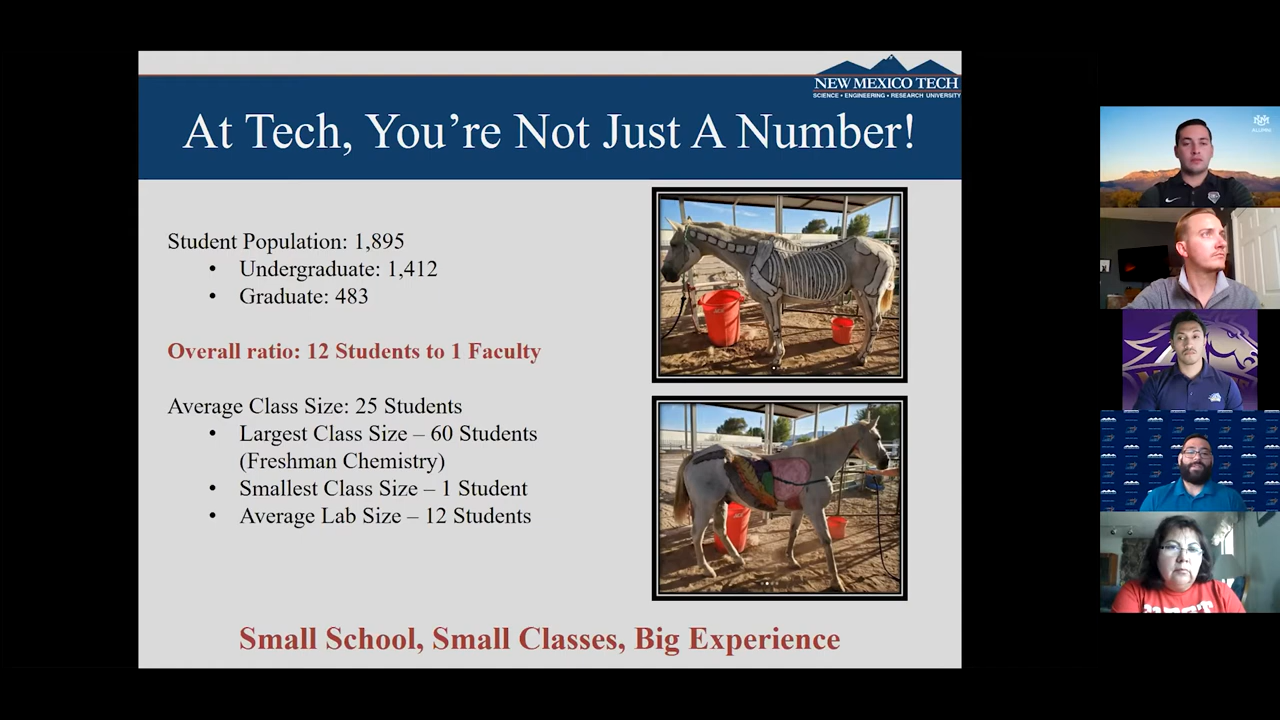 NEW MEXICO TECH
SCIENCE • ENGINEERING • RESEARCH UNIVERSITY
At Tech, You're Not Just A Number!
Student Population: 1,895
• Undergraduate: 1,412
• Graduate: 483
Overall ratio: 12 Students to 1 Faculty
Average Class Size: 25 Students
• Largest Class Size – 60 Students
(Freshman Chemistry)
• Smallest Class Size – 1 Student
• Average Lab Size – 12 Students
Small School, Small Classes, Big Experience
ALUMNI